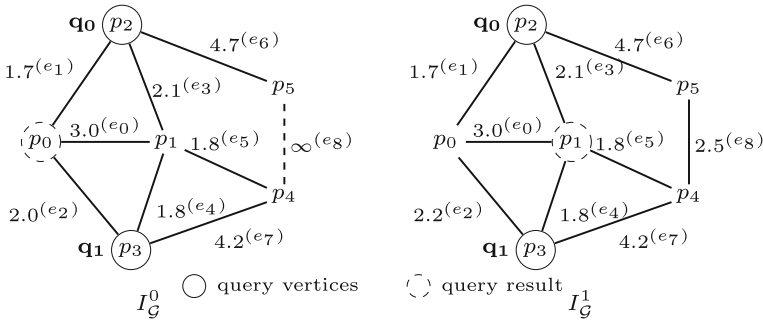 q₀ p₂ q₀ p₂
4.7(e₆) 4.7(e₆)
1.7(e₁) 2.1(e₃) p₅ 1.7(e₁) 2.1(e₃) p₅
p₀ 3.0(e₀) p₁ 1.8(e₅) ∞(e₈) p₀ 3.0(e₀) p₁ 1.8(e₅) 2.5(e₈)
2.0(e₂) 1.8(e₄) p₄ 2.2(e₂) 1.8(e₄) p₄
q₁ p₃ 4.2(e₇) q₁ p₃ 4.2(e₇)
query vertices query result
I⁰_G I¹_G